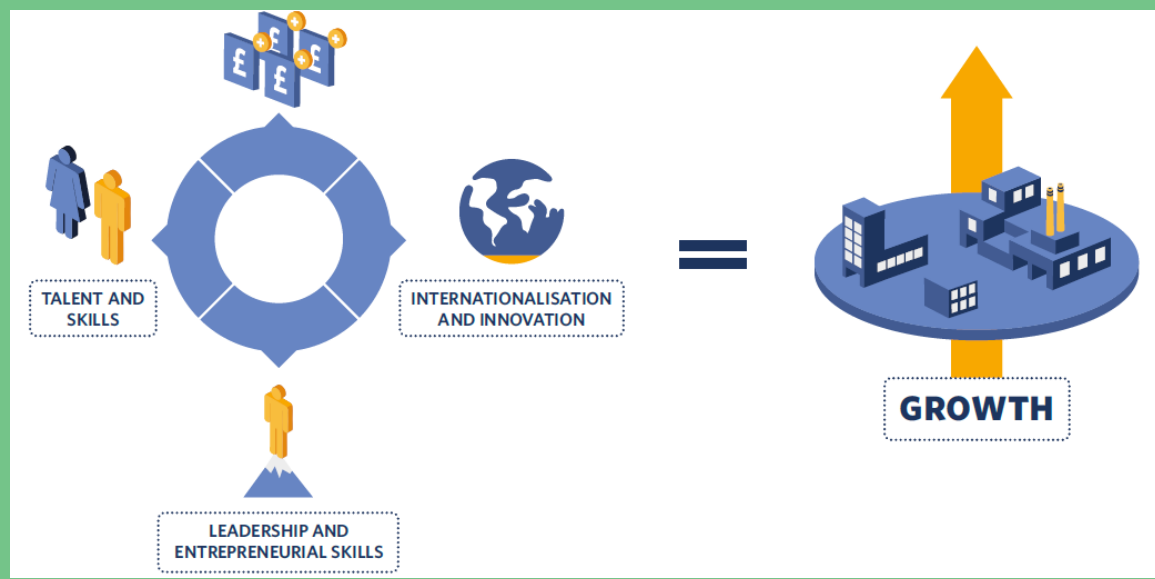 £
£
£
£
TALENT AND
SKILLS
INTERNATIONALISATION
AND INNOVATION
LEADERSHIP AND
ENTREPRENEURIAL SKILLS
GROWTH